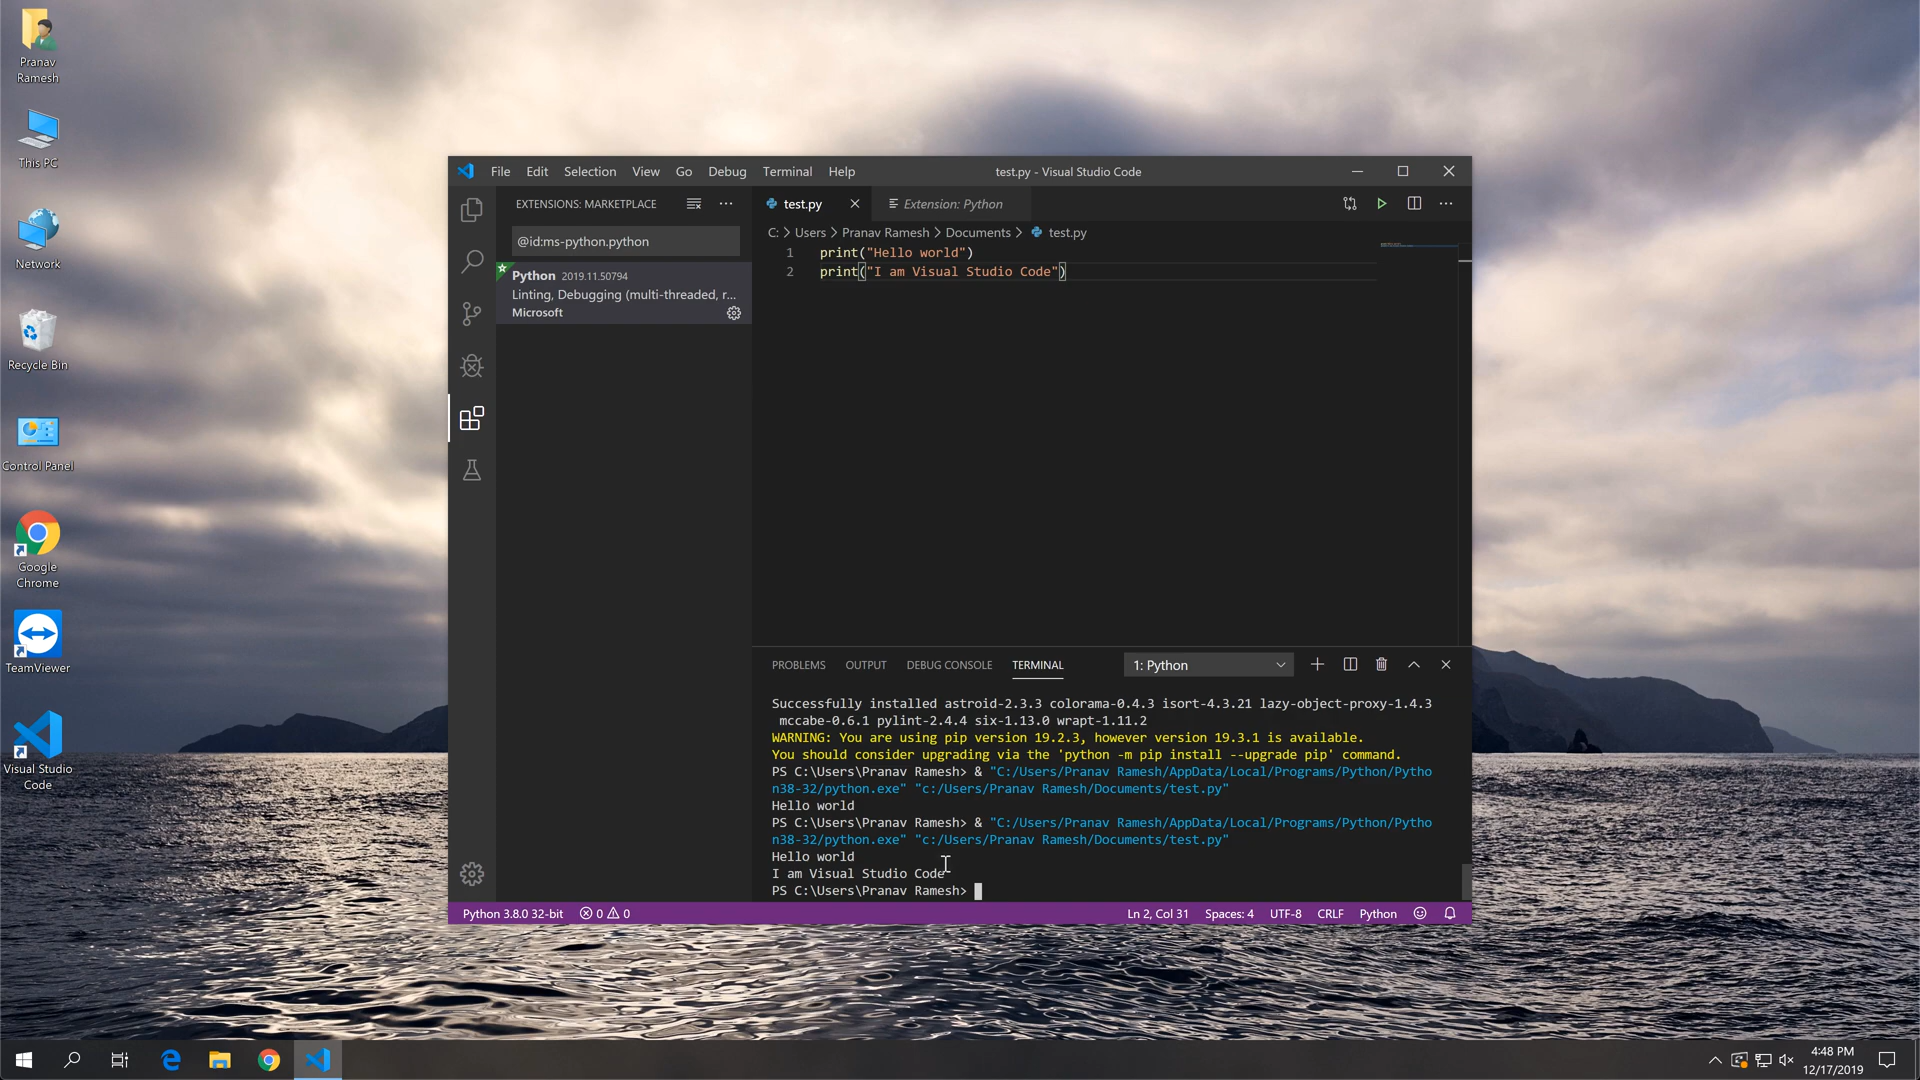 Pranav
Ramesh
This PC
Network
Recycle Bin
Control Panel
Google
Chrome
TeamViewer
Visual Studio
Code
File Edit Selection View Go Debug Terminal Help
test.py - Visual Studio Code
EXTENSIONS: MARKETPLACE
@id:ms-python.python
Python 2019.11.50794
Linting, Debugging (multi-threaded, r...
Microsoft
test.py
Extension: Python
C: > Users > Pranav Ramesh > Documents > test.py
1 print("Hello world")
2 print("I am Visual Studio Code")
PROBLEMS OUTPUT DEBUG CONSOLE TERMINAL
1: Python
Successfully installed astroid-2.3.3 colorama-0.4.3 isort-4.3.21 lazy-object-proxy-1.4.3
mccabe-0.6.1 pylint-2.4.4 six-1.13.0 wrapt-1.11.2
WARNING: You are using pip version 19.2.3, however version 19.3.1 is available.
You should consider upgrading via the 'python -m pip install --upgrade pip' command.
PS C:\Users\Pranav Ramesh> & "C:/Users/Pranav Ramesh/AppData/Local/Programs/Python/Pytho
n38-32/python.exe" "c:/Users/Pranav Ramesh/Documents/test.py"
Hello world
PS C:\Users\Pranav Ramesh> & "C:/Users/Pranav Ramesh/AppData/Local/Programs/Python/Pytho
n38-32/python.exe" "c:/Users/Pranav Ramesh/Documents/test.py"
Hello world
I am Visual Studio Code
PS C:\Users\Pranav Ramesh>
Python 3.8.0 32-bit 0 0
Ln 2, Col 31 Spaces: 4 UTF-8 CRLF Python
4:48 PM
12/17/2019